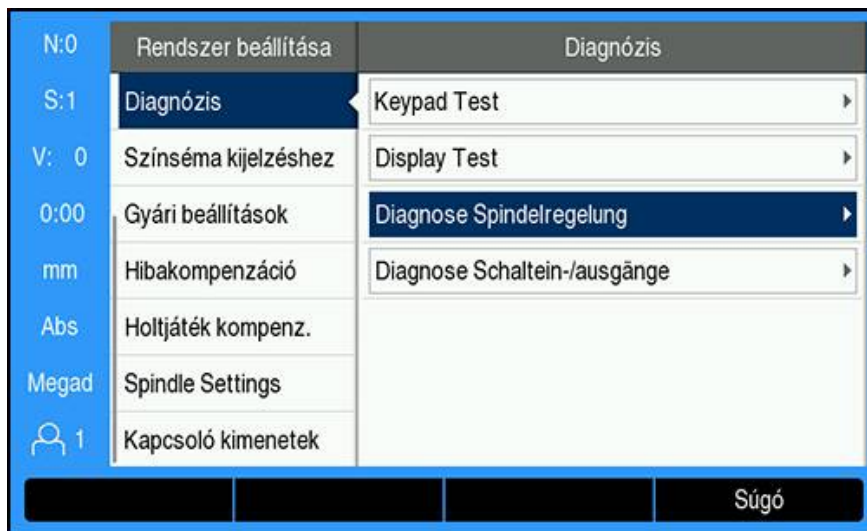 N:0
S:1
V: 0
0:00
mm
Abs
Megad
1
Rendszer beállítása
Diagnózis
Színséma kijelzéshez
Gyári beállítások
Hibakompenzáció
Holtjáték kompenz.
Spindle Settings
Kapcsoló kimenetek
Diagnózis
Keypad Test
Display Test
Diagnose Spindelregelung
Diagnose Schaltein-/ausgänge
Súgó